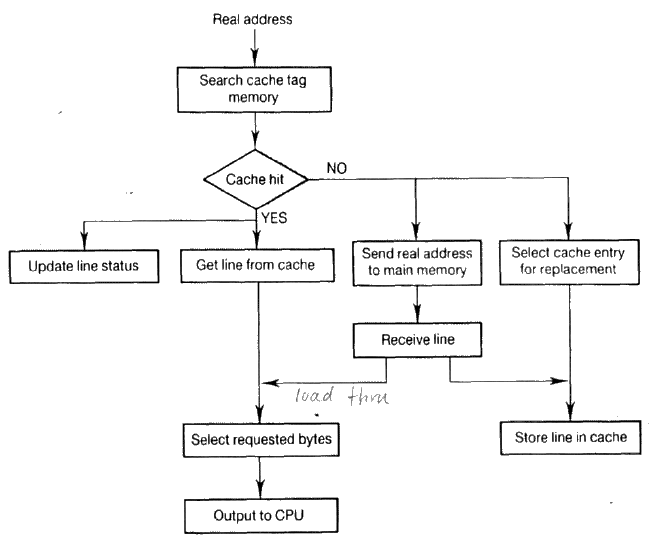 Real address
Search cache tag
memory
Cache hit
NO
YES
Update line status
Get line from cache
Send real address
to main memory
Select cache entry
for replacement
Receive line
load thru
Select requested bytes
Store line in cache
Output to CPU